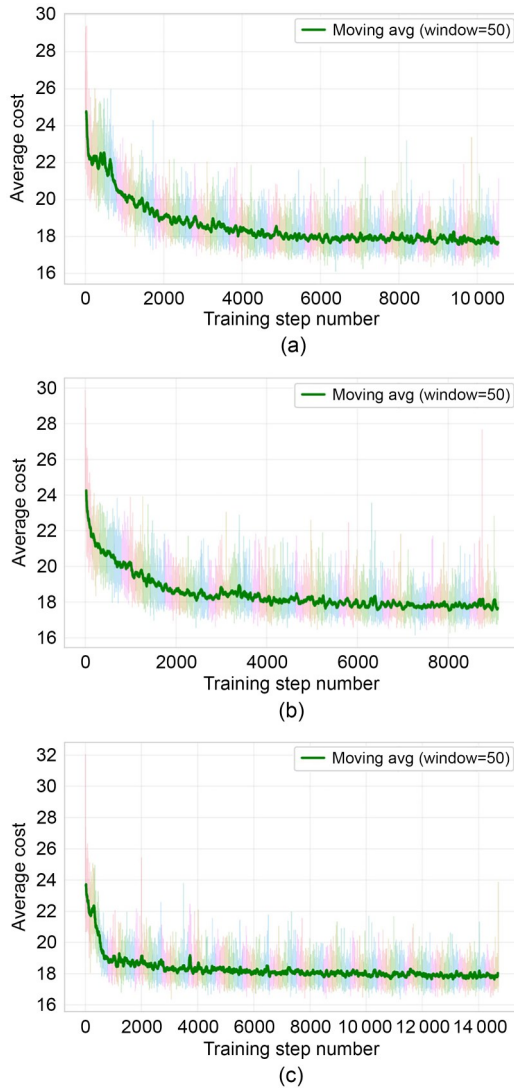 30
28
26
24
22
20
18
16
Average cost
Moving avg (window=50)
0 2000 4000 6000 8000 10 000
Training step number
(a)
30
28
26
24
22
20
18
16
Average cost
Moving avg (window=50)
0 2000 4000 6000 8000
Training step number
(b)
32
30
28
26
24
22
20
18
16
Average cost
Moving avg (window=50)
0 2000 4000 6000 8000 10 000 12 000 14 000
Training step number
(c)